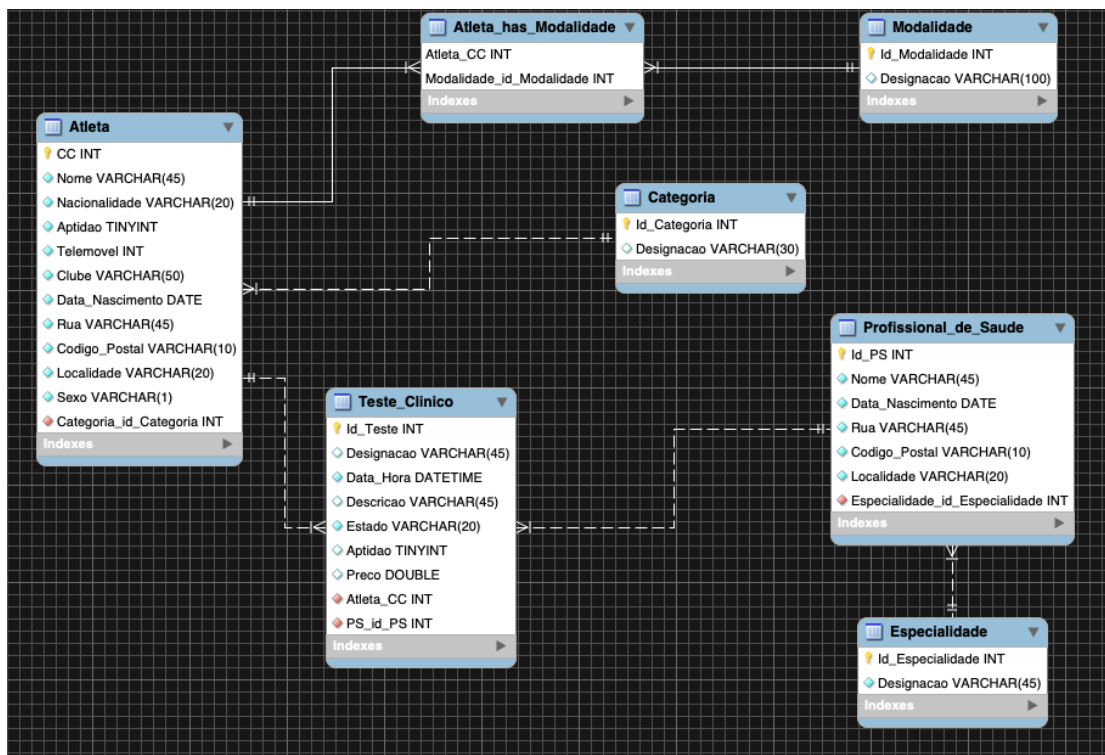 Atleta_has_Modalidade
Atleta_CC INT
Modalidade_id_Modalidade INT
Indexes
Modalidade
Id_Modalidade INT
Designacao VARCHAR(100)
Indexes
Atleta
CC INT
Nome VARCHAR(45)
Nacionalidade VARCHAR(20)
Aptidao TINYINT
Telemovel INT
Clube VARCHAR(50)
Data_Nascimento DATE
Rua VARCHAR(45)
Codigo_Postal VARCHAR(10)
Localidade VARCHAR(20)
Sexo VARCHAR(1)
Categoria_id_Categoria INT
Indexes
Categoria
Id_Categoria INT
Designacao VARCHAR(30)
Indexes
Teste_Clinico
Id_Teste INT
Designacao VARCHAR(45)
Data_Hora DATETIME
Descricao VARCHAR(45)
Estado VARCHAR(20)
Aptidao TINYINT
Preco DOUBLE
Atleta_CC INT
PS_id_PS INT
Indexes
Profissional_de_Saude
Id_PS INT
Nome VARCHAR(45)
Data_Nascimento DATE
Rua VARCHAR(45)
Codigo_Postal VARCHAR(10)
Localidade VARCHAR(20)
Especialidade_id_Especialidade INT
Indexes
Especialidade
Id_Especialidade INT
Designacao VARCHAR(45)
Indexes